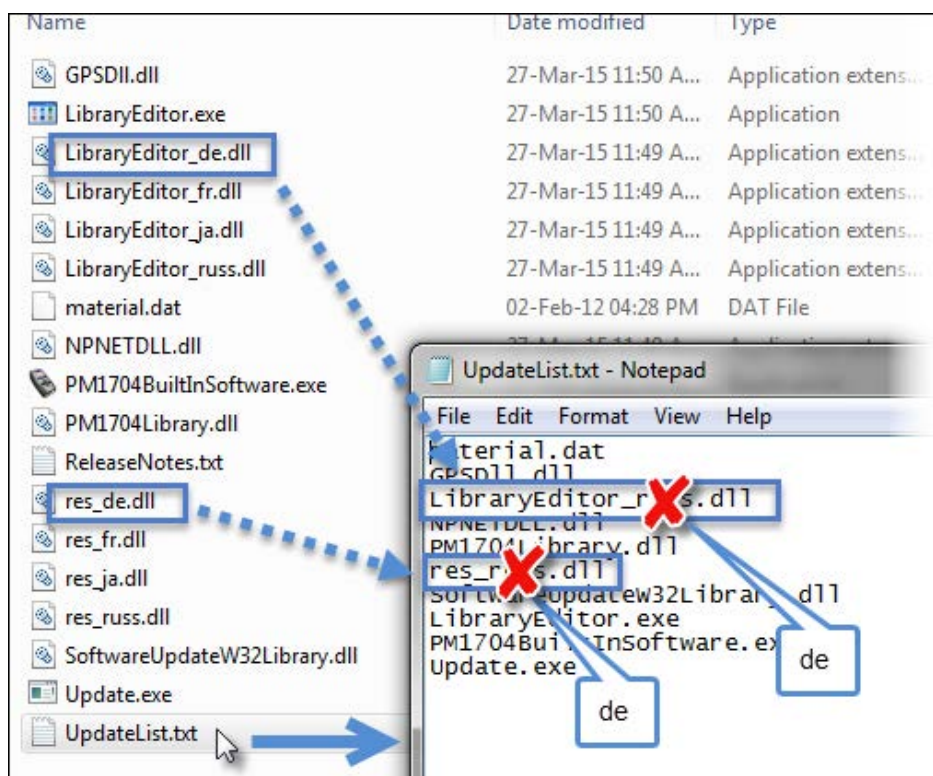 Name Date modified Type
GPSDll.dll 27-Mar-15 11:50 A... Application extens...
LibraryEditor.exe 27-Mar-15 11:50 A... Application
LibraryEditor_de.dll 27-Mar-15 11:49 A... Application extens...
LibraryEditor_fr.dll 27-Mar-15 11:49 A... Application extens...
LibraryEditor_ja.dll 27-Mar-15 11:49 A... Application extens...
LibraryEditor_russ.dll 27-Mar-15 11:49 A... Application extens...
material.dat 02-Feb-12 04:28 PM DAT File
NPNETDLL.dll
PM1704BuiltInSoftware.exe
PM1704Library.dll
ReleaseNotes.txt
res_de.dll
res_fr.dll
res_ja.dll
res_russ.dll
SoftwareUpdateW32Library.dll
Update.exe
UpdateList.txt
UpdateList.txt - Notepad
File Edit Format View Help
material.dat
GPSDll.dll
NPNETDLL.dll
LibraryEditor.exe
Update.exe
de
de